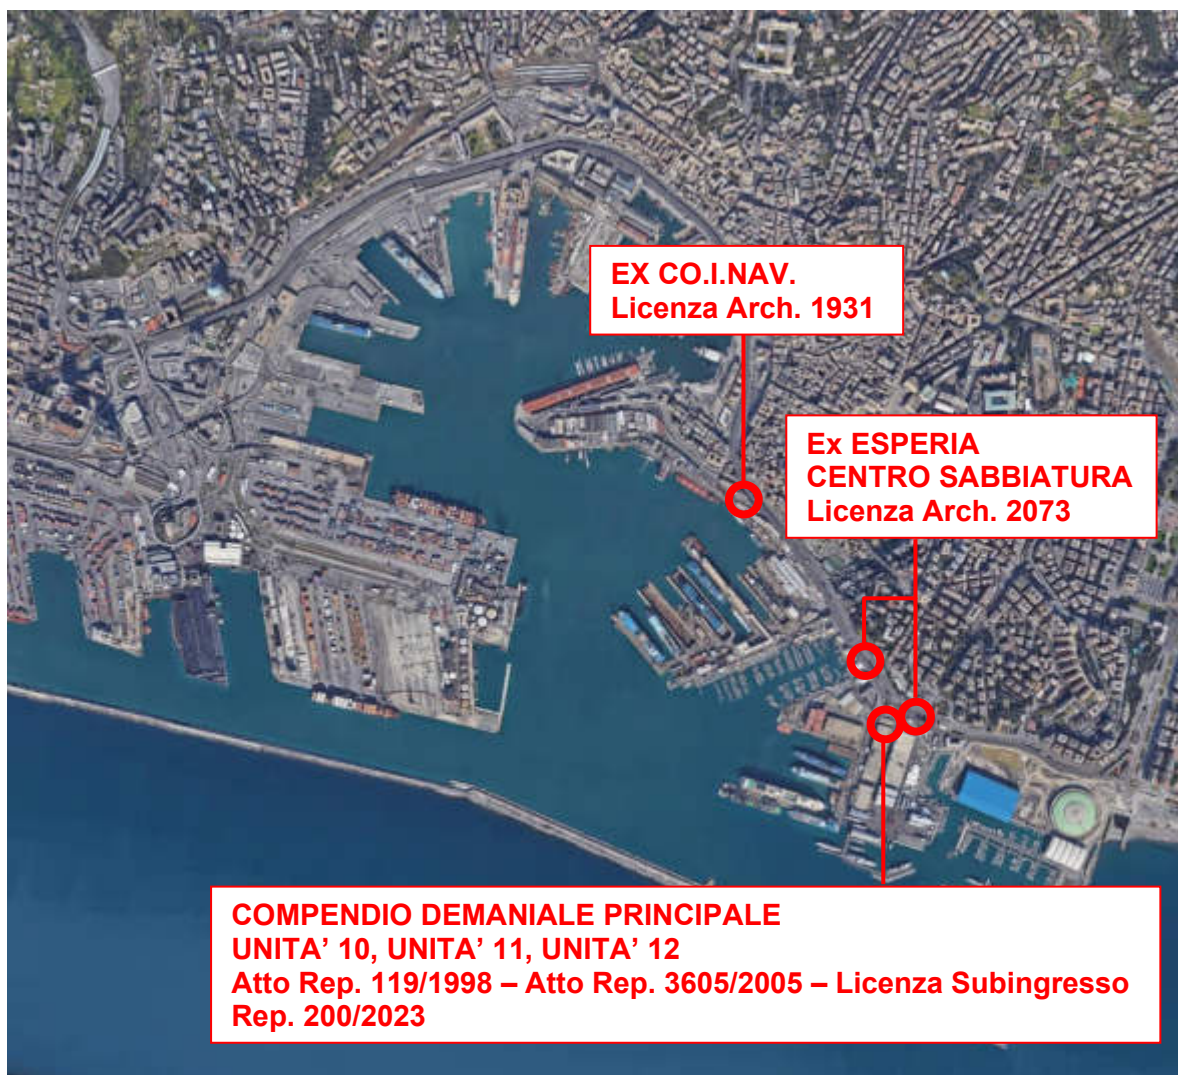 EX CO.I.NAV.
Licenza Arch. 1931
Ex ESPERIA
CENTRO SABBIATURA
Licenza Arch. 2073
COMPENDIO DEMANIALE PRINCIPALE
UNITA’ 10, UNITA’ 11, UNITA’ 12
Atto Rep. 119/1998 – Atto Rep. 3605/2005 – Licenza Subingresso
Rep. 200/2023